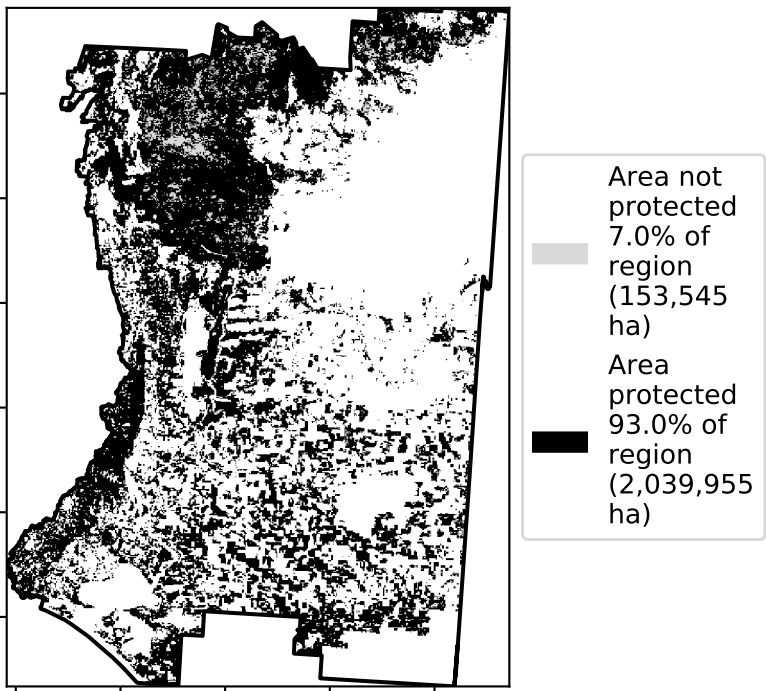 Area not
protected
7.0% of
region
(153,545
ha)
Area
protected
93.0% of
region
(2,039,955
ha)